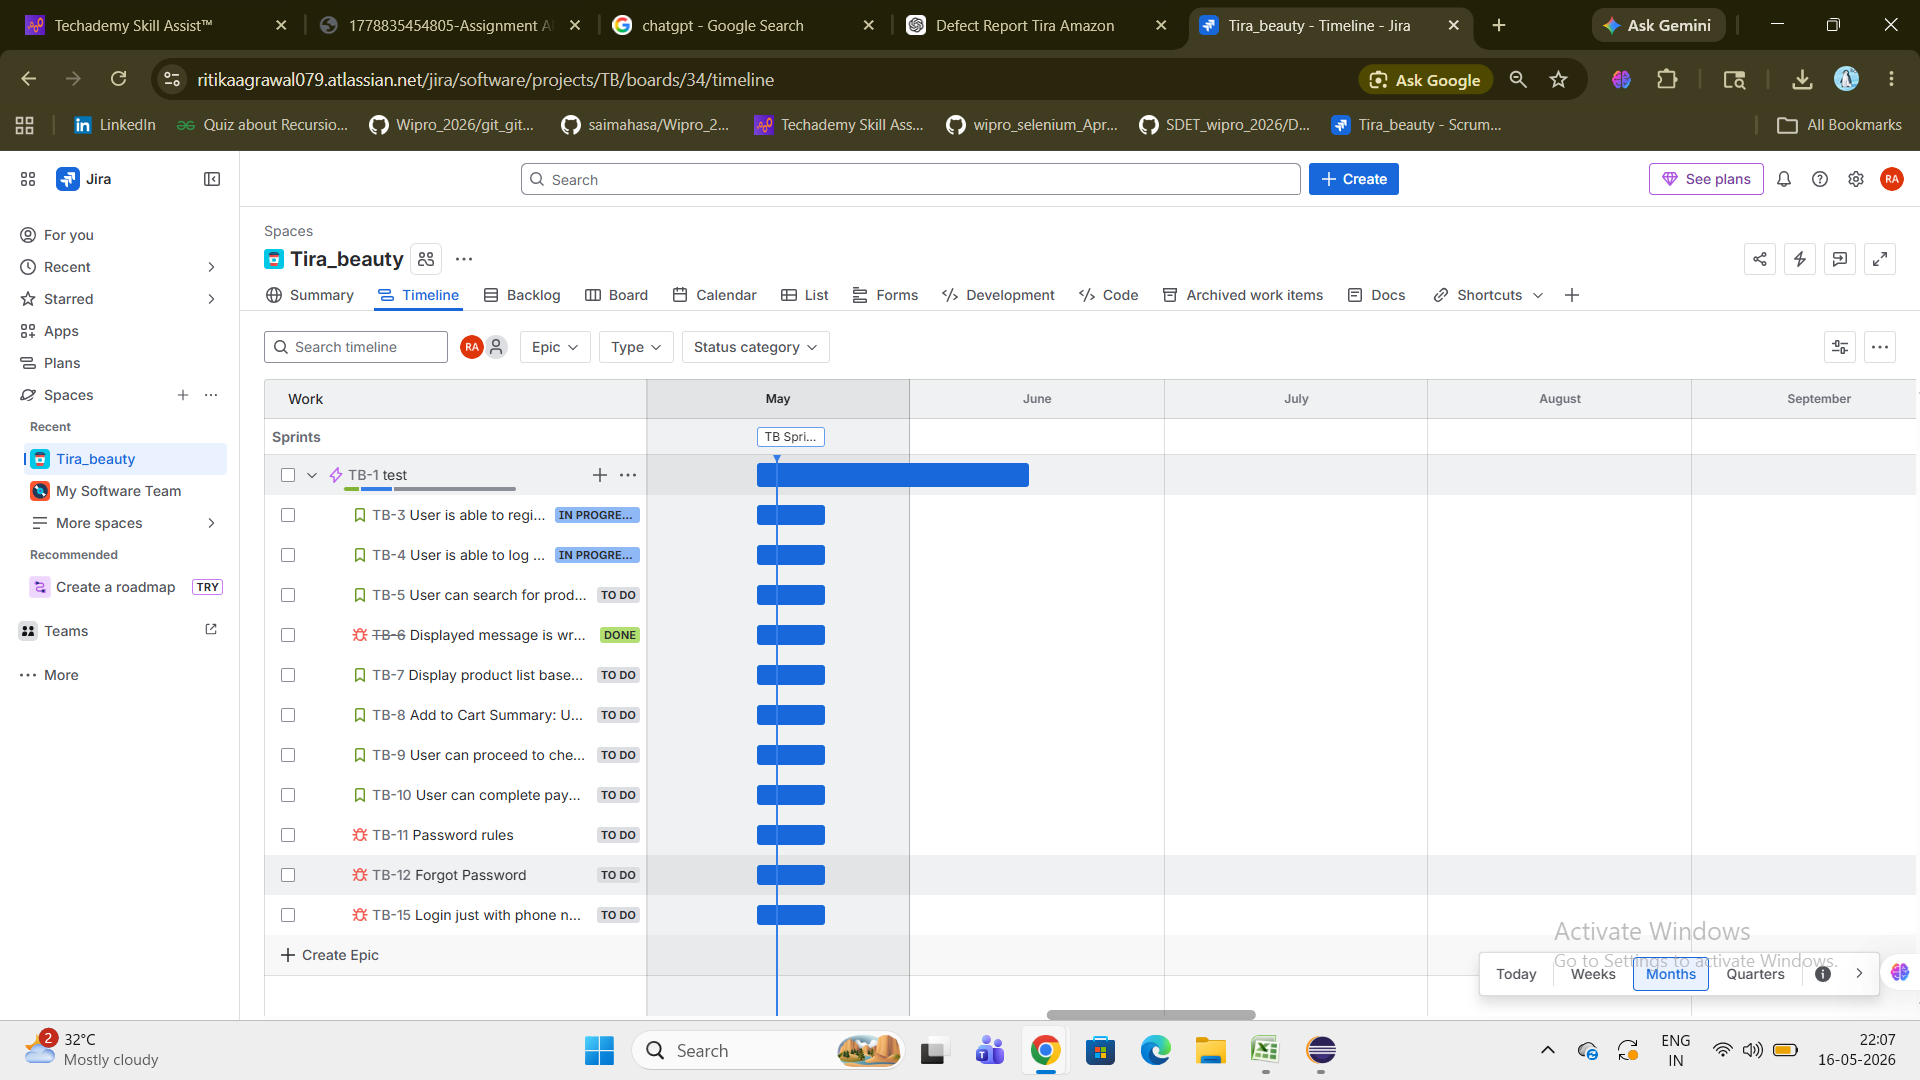 Techademy Skill Assist™
1778835454805-Assignment A
chatgpt - Google Search
Defect Report Tira Amazon
Tira_beauty - Timeline - Jira
Ask Gemini
ritikaagrawal079.atlassian.net/jira/software/projects/TB/boards/34/timeline
Ask Google
LinkedIn
Quiz about Recursio...
Wipro_2026/git_git...
saimahasa/Wipro_2...
Techademy Skill Ass...
wipro_selenium_Apr...
SDET_wipro_2026/D...
Tira_beauty - Scrum...
All Bookmarks
Jira
Search
Create
See plans
RA
For you
Recent
Starred
Apps
Plans
Spaces
Recent
Tira_beauty
My Software Team
More spaces
Recommended
Create a roadmap TRY
Teams
More
Spaces
Tira_beauty
Summary
Timeline
Backlog
Board
Calendar
List
Forms
Development
Code
Archived work items
Docs
Shortcuts
Search timeline
RA
Epic
Type
Status category
Work
May
June
July
August
September
Sprints
TB Spri...
TB-1 test
TB-3 User is able to regi... IN PROGRE...
TB-4 User is able to log ... IN PROGRE...
TB-5 User can search for prod... TO DO
TB-6 Displayed message is wr... DONE
TB-7 Display product list base... TO DO
TB-8 Add to Cart Summary: U... TO DO
TB-9 User can proceed to che... TO DO
TB-10 User can complete pay... TO DO
TB-11 Password rules TO DO
TB-12 Forgot Password TO DO
TB-15 Login just with phone n... TO DO
Create Epic
Activate Windows
Go to Settings to activate Windows.
Today
Weeks
Months
Quarters
2
32°C
Mostly cloudy
Search
ENG
IN
22:07
16-05-2026